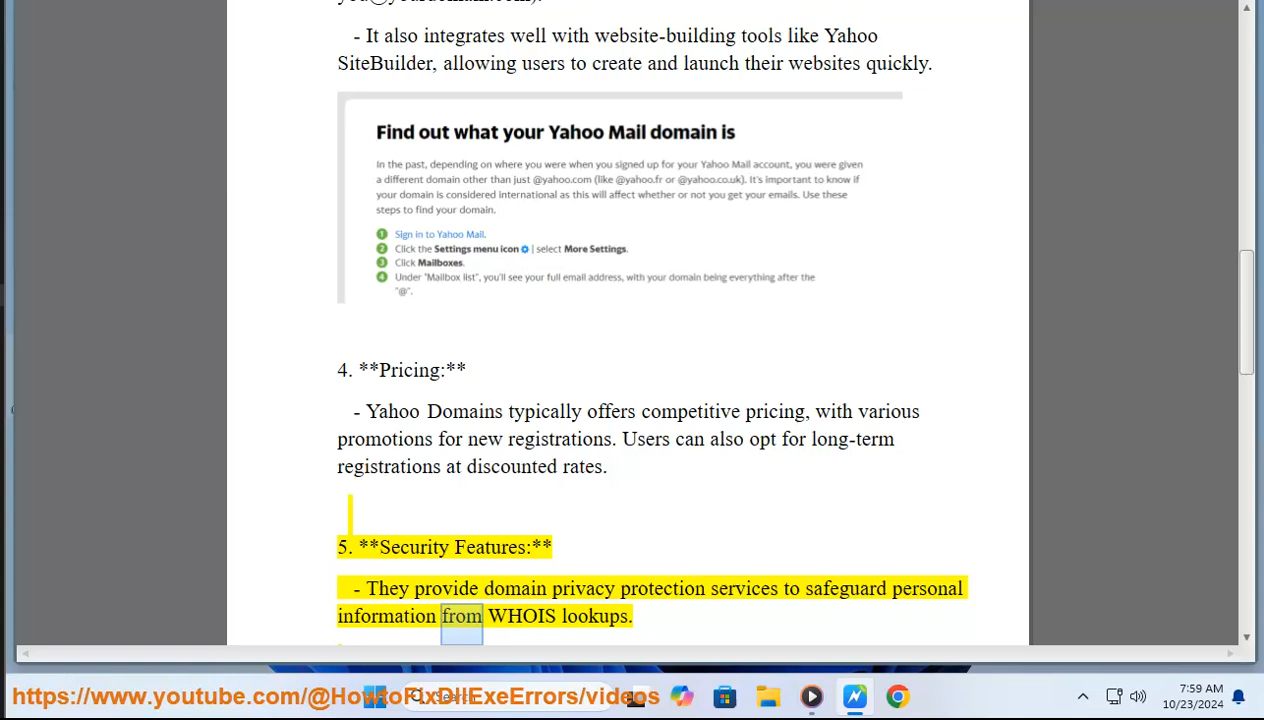 - It also integrates well with website-building tools like Yahoo
SiteBuilder, allowing users to create and launch their websites quickly.
Find out what your Yahoo Mail domain is
In the past, depending on where you were when you signed up for your Yahoo Mail account, you were given
a different domain other than just @yahoo.com (like @yahoo.fr or @yahoo.co.uk). It's important to know if
your domain is considered international as this will affect whether or not you get your emails. Use these
steps to find your domain.
1 Sign in to Yahoo Mail.
2 Click the Settings menu icon | select More Settings.
3 Click Mailboxes.
4 Under "Mailbox list", you'll see your full email address, with your domain being everything after the
"@".
4. **Pricing:**
- Yahoo Domains typically offers competitive pricing, with various
promotions for new registrations. Users can also opt for long-term
registrations at discounted rates.
5. **Security Features:**
- They provide domain privacy protection services to safeguard personal
information from WHOIS lookups.
https://www.youtube.com/@HowtoFixDllExeErrors/videos
7:59 AM
10/23/2024